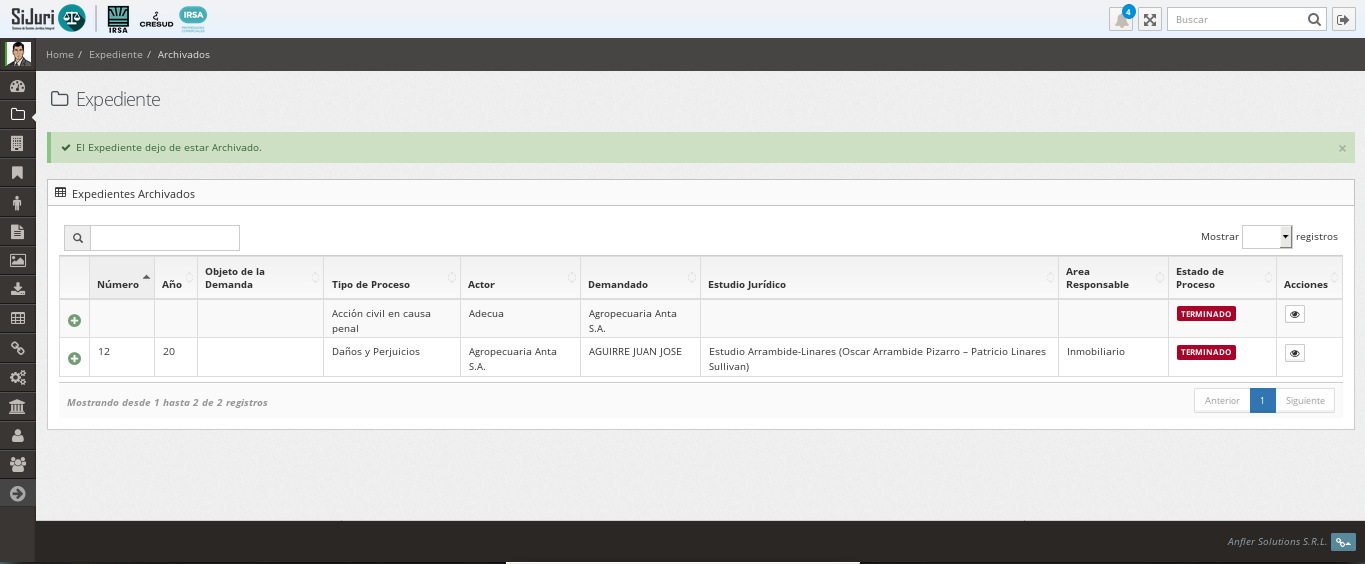 SiJuri
IRSA
CRESUD
IRSA
4
Buscar
Home / Expediente / Archivados
Expediente
El Expediente dejo de estar Archivado.
×
Expedientes Archivados
Mostrar registros
Número Año Objeto de la Demanda Tipo de Proceso Actor Demandado Estudio Jurídico Area Responsable Estado de Proceso Acciones
Acción civil en causa penal Adecua Agropecuaria Anta S.A. TERMINADO
12 20 Daños y Perjuicios Agropecuaria Anta S.A. AGUIRRE JUAN JOSE Estudio Arrambide-Linares (Oscar Arrambide Pizarro – Patricio Linares Sullivan) Inmobiliario TERMINADO
Mostrando desde 1 hasta 2 de 2 registros
Anterior 1 Siguiente
Anfler Solutions S.R.L.